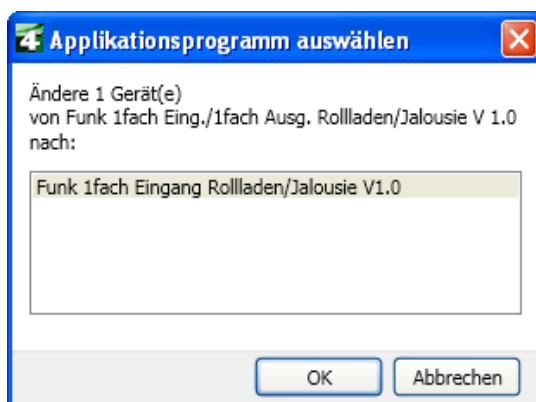 4 Applikationsprogramm auswählen
Ändere 1 Gerät(e)
von Funk 1fach Eing./1fach Ausg. Rollladen/Jalousie V 1.0
nach:
Funk 1fach Eingang Rollladen/Jalousie V1.0
OK
Abbrechen